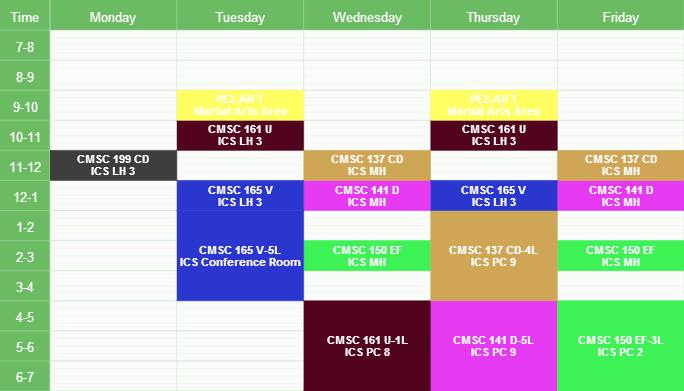 Time Monday Tuesday Wednesday Thursday Friday
7-8
8-9
9-10
PE2-AR T
Martial Arts Area
PE2-AR T
Martial Arts Area
10-11
CMSC 161 U
ICS LH 3
CMSC 161 U
ICS LH 3
11-12
CMSC 199 CD
ICS LH 3
CMSC 137 CD
ICS MH
CMSC 137 CD
ICS MH
12-1
CMSC 165 V
ICS LH 3
CMSC 141 D
ICS MH
CMSC 165 V
ICS LH 3
CMSC 141 D
ICS MH
1-2
2-3
CMSC 165 V-5L
ICS Conference Room
CMSC 150 EF
ICS MH
CMSC 137 CD-4L
ICS PC 9
CMSC 150 EF
ICS MH
3-4
4-5
5-6
CMSC 161 U-1L
ICS PC 8
CMSC 141 D-5L
ICS PC 9
CMSC 150 EF-3L
ICS PC 2
6-7